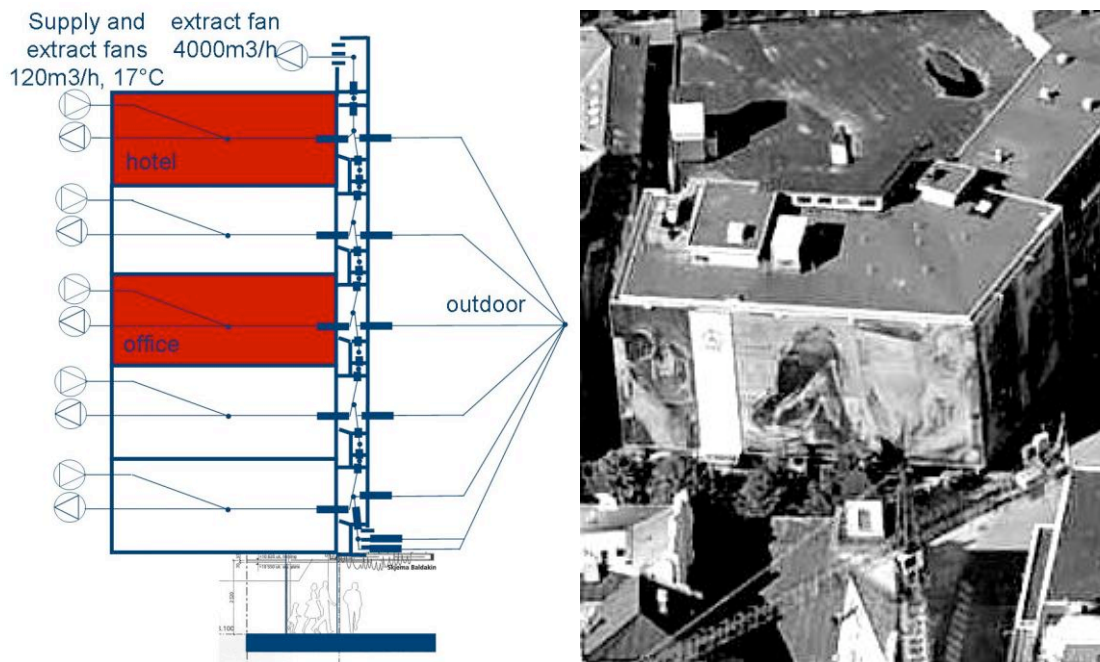 Supply and
extract fans
120m3/h, 17°C
extract fan
4000m3/h
hotel
office
outdoor
Skjema Baldakin